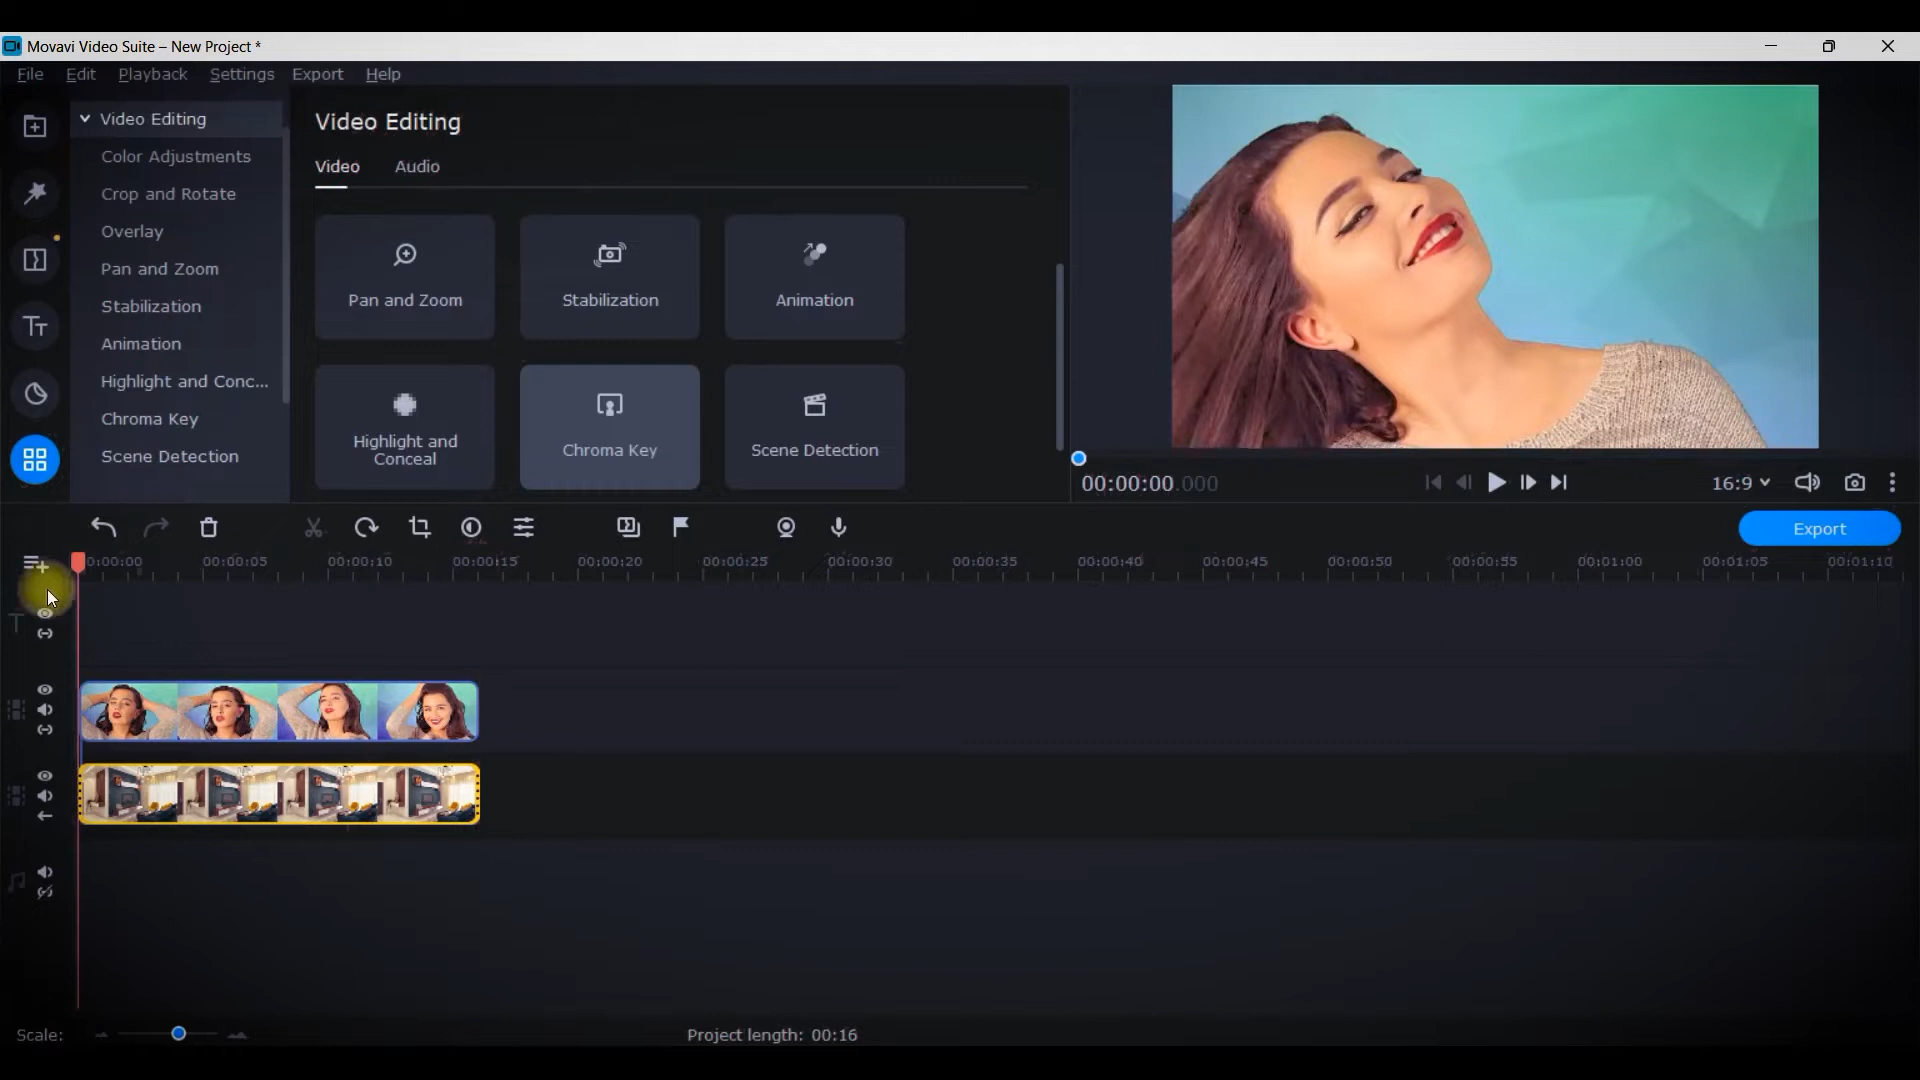 Movavi Video Suite – New Project *
File Edit Playback Settings Export Help
Video Editing
Color Adjustments
Crop and Rotate
Overlay
Pan and Zoom
Stabilization
Animation
Highlight and Conc...
Chroma Key
Scene Detection
Video Editing
Video Audio
Pan and Zoom
Stabilization
Animation
Highlight and
Conceal
Chroma Key
Scene Detection
00:00:00.000
16:9
Export
0:00:00 00:00:05 00:00:10 00:00:15 00:00:20 00:00:25 00:00:30 00:00:35 00:00:40 00:00:45 00:00:50 00:00:55 00:01:00 00:01:05 00:01:10
Scale:
Project length: 00:16